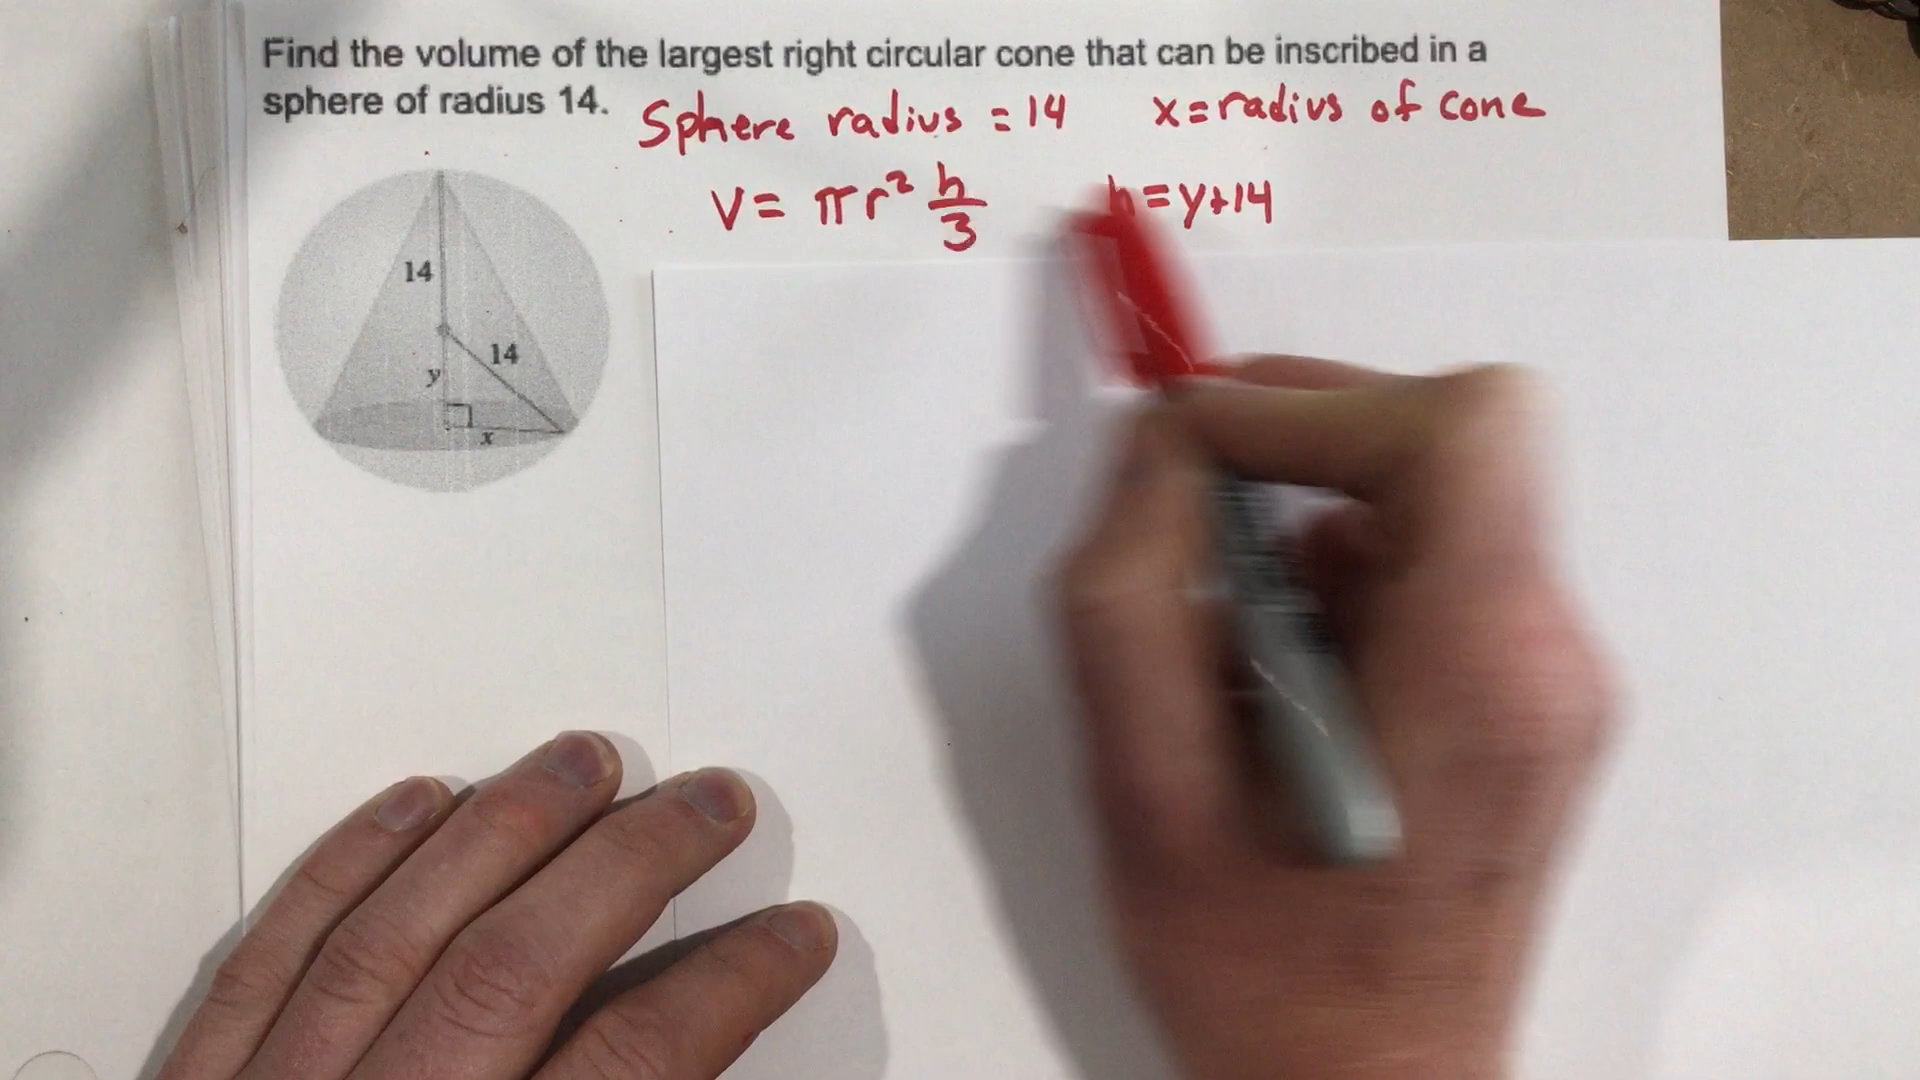 Find the volume of the largest right circular cone that can be inscribed in a
sphere of radius 14.
Sphere radius = 14 x = radius of cone
V = πr² h/3 h = y+14
14
14
y
x